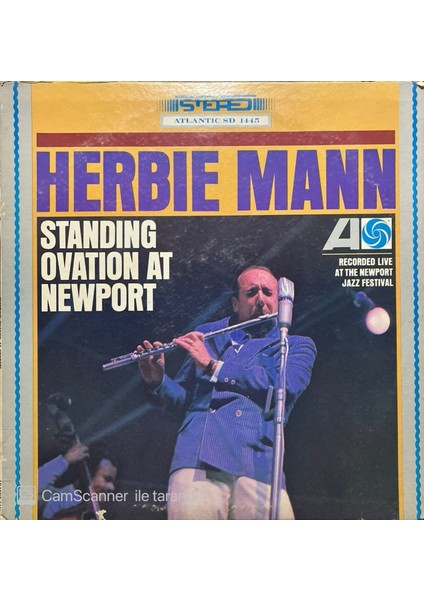 STEREO
ATLANTIC SD 1445
HERBIE MANN
STANDING
OVATION AT
NEWPORT
A
RECORDED LIVE
AT THE NEWPORT
JAZZ FESTIVAL
CamScanner ile